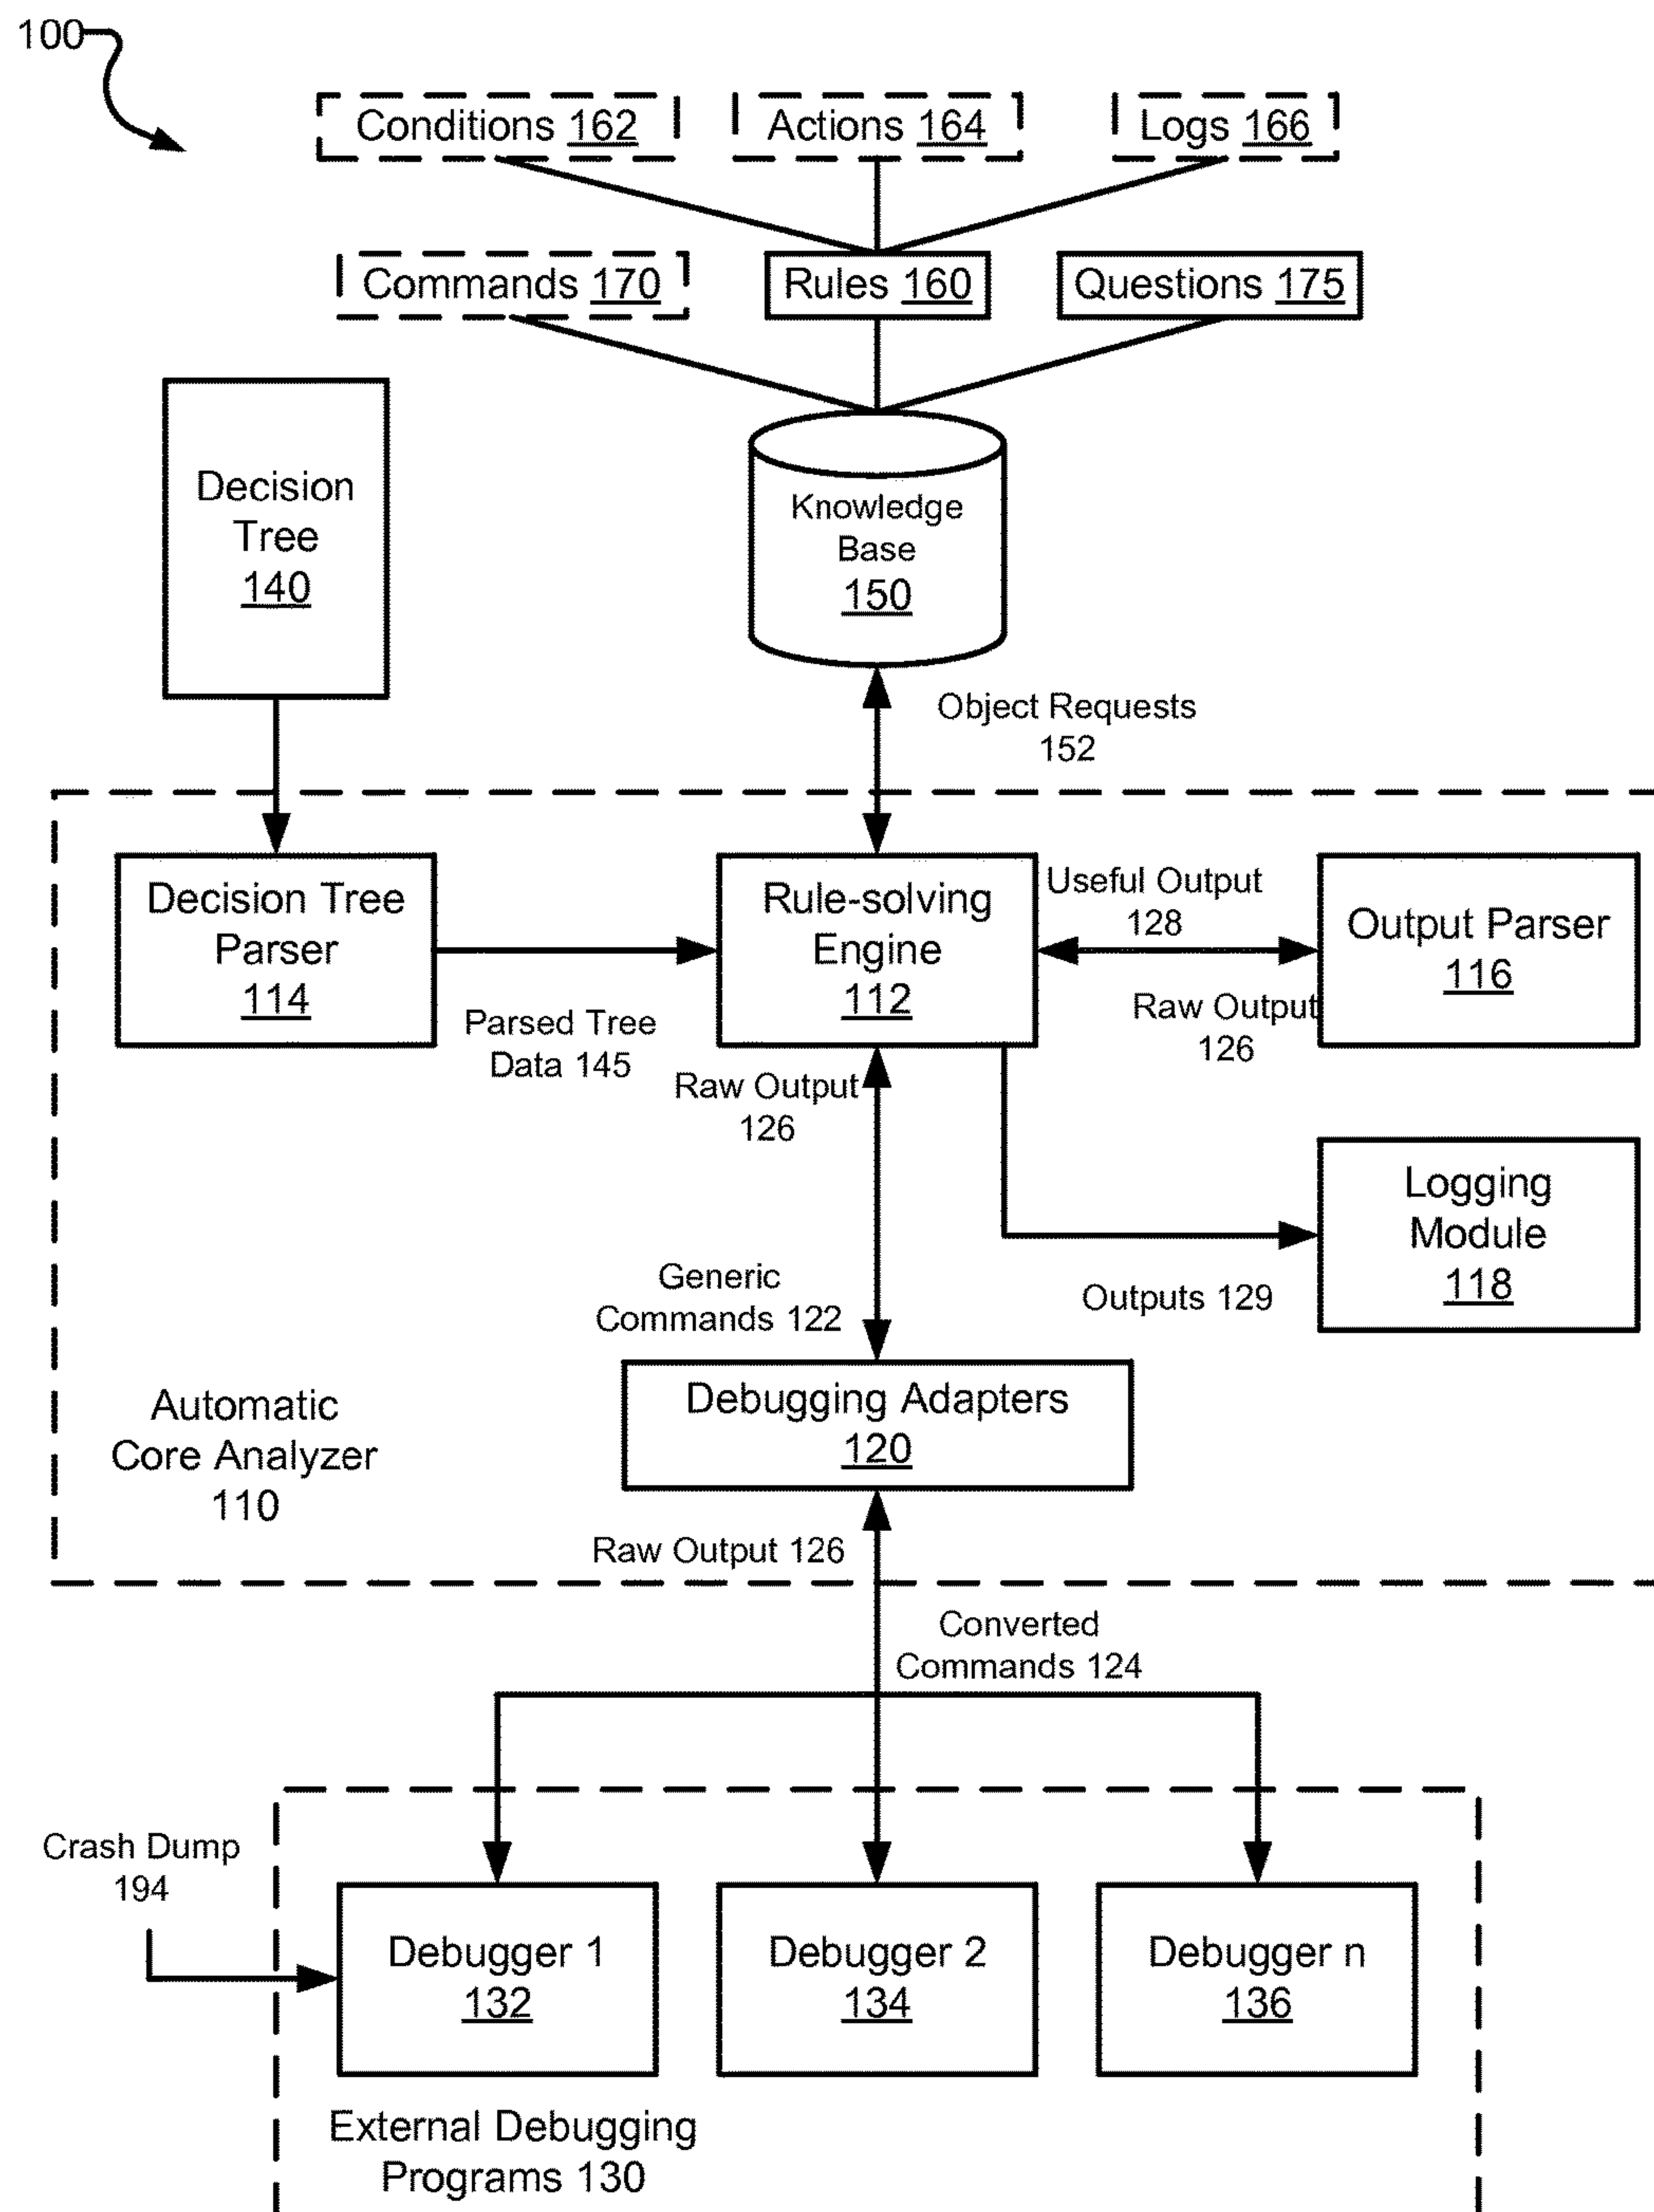 100
Conditions 162
Actions 164
Logs 166
Commands 170
Rules 160
Questions 175
Decision
Tree
140
Knowledge
Base
150
Object Requests
152
Decision Tree
Parser
114
Parsed Tree
Data 145
Rule-solving
Engine
112
Useful Output
128
Raw Output
126
Output Parser
116
Raw Output
126
Generic
Commands 122
Outputs 129
Logging
Module
118
Automatic
Core Analyzer
110
Debugging Adapters
120
Raw Output 126
Converted
Commands 124
Crash Dump
194
Debugger 1
132
Debugger 2
134
Debugger n
136
External Debugging
Programs 130